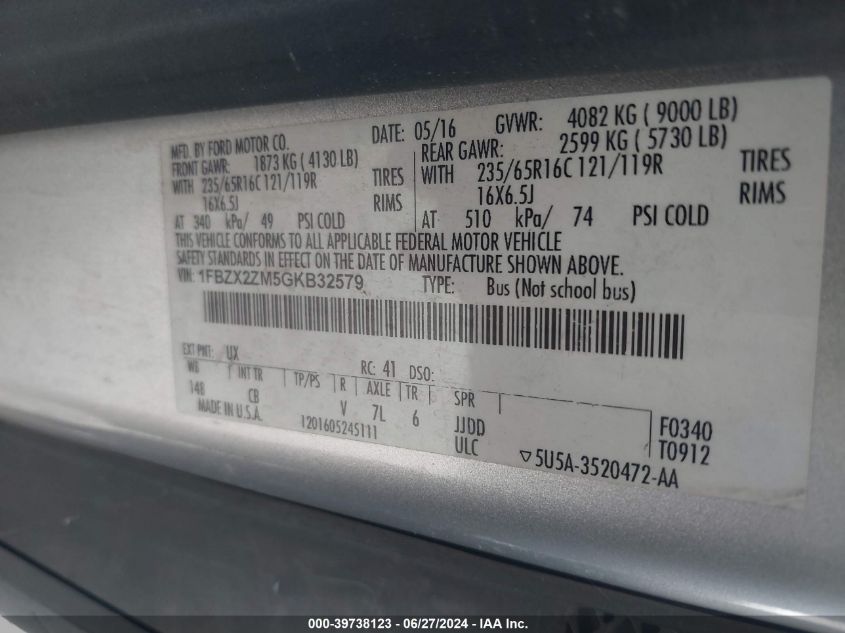 MFD. BY FORD MOTOR CO.
DATE: 05/16 GVWR: 4082 KG ( 9000 LB)
FRONT GAWR: 1873 KG ( 4130 LB) REAR GAWR: 2599 KG ( 5730 LB)
WITH 235/65R16C 121/119R TIRES WITH 235/65R16C 121/119R TIRES
16X6.5J RIMS 16X6.5J RIMS
AT 340 kPa/ 49 PSI COLD AT 510 kPa/ 74 PSI COLD
THIS VEHICLE CONFORMS TO ALL APPLICABLE FEDERAL MOTOR VEHICLE
SAFETY STANDARDS IN EFFECT ON THE DATE OF MANUFACTURE SHOWN ABOVE.
VIN: 1FBZX2ZM5GKB32579 TYPE: Bus (Not school bus)
EXT PNT: UX RC: 41 DSO:
WB INT TR TP/PS R AXLE TR SPR
148 CB V 7L 6 JJDD F0340
MADE IN U.S.A. 1201605245111 ULC T0912
▽5U5A-3520472-AA
000-39738123 - 06/27/2024 - IAA Inc.